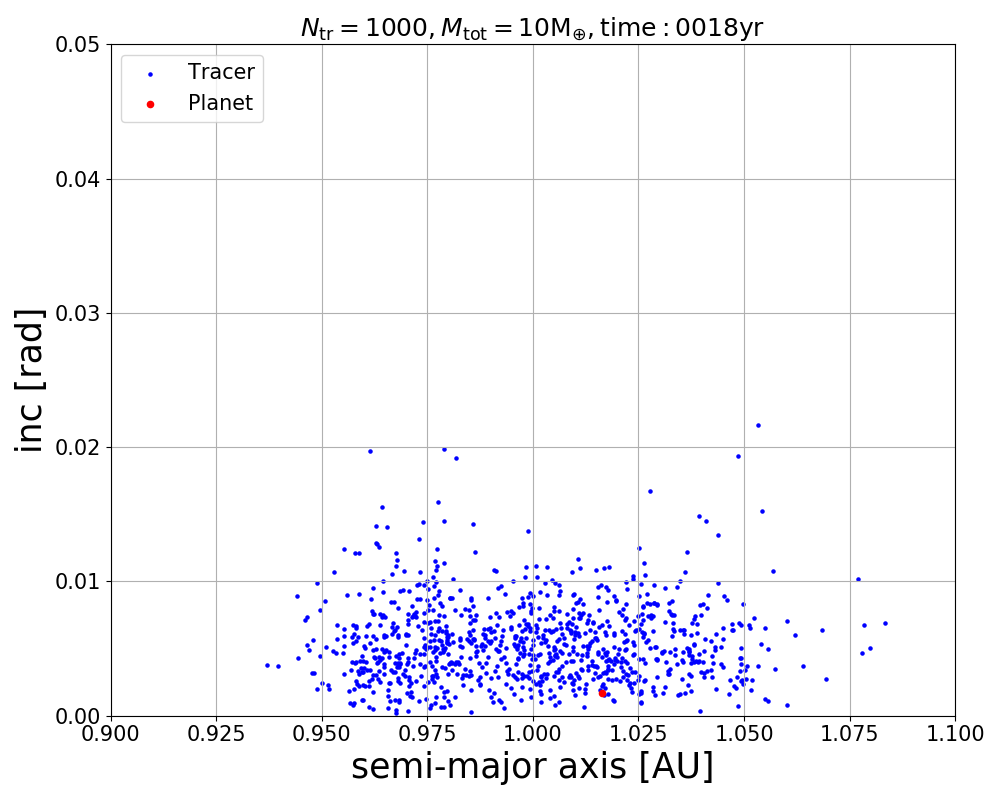 N_tr = 1000, M_tot = 10M_⊕, time : 0018yr
Tracer
Planet
inc [rad]
0.05
0.04
0.03
0.02
0.01
0.00
0.900 0.925 0.950 0.975 1.000 1.025 1.050 1.075 1.100
semi-major axis [AU]